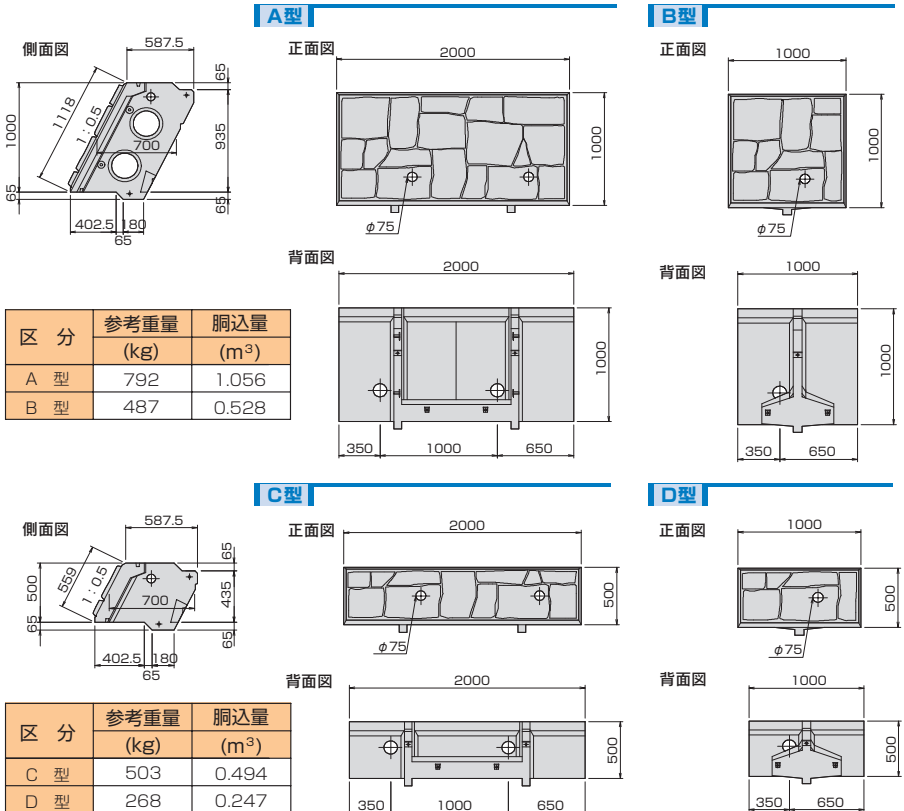 A型
側面図
587.5
65
1000
1118
1：0.5
700
935
65
65
402.5
180
65
正面図
2000
1000
φ75
背面図
2000
1000
350
1000
650
B型
正面図
1000
1000
φ75
背面図
1000
1000
350
650
区 分 参考重量 胴込量
(kg) (m³)
A 型 792 1.056
B 型 487 0.528
C型
側面図
587.5
65
500
559
1：0.5
700
435
65
65
402.5
180
65
正面図
2000
500
φ75
背面図
2000
500
350
1000
650
D型
正面図
1000
500
φ75
背面図
1000
500
350
650
区 分 参考重量 胴込量
(kg) (m³)
C 型 503 0.494
D 型 268 0.247